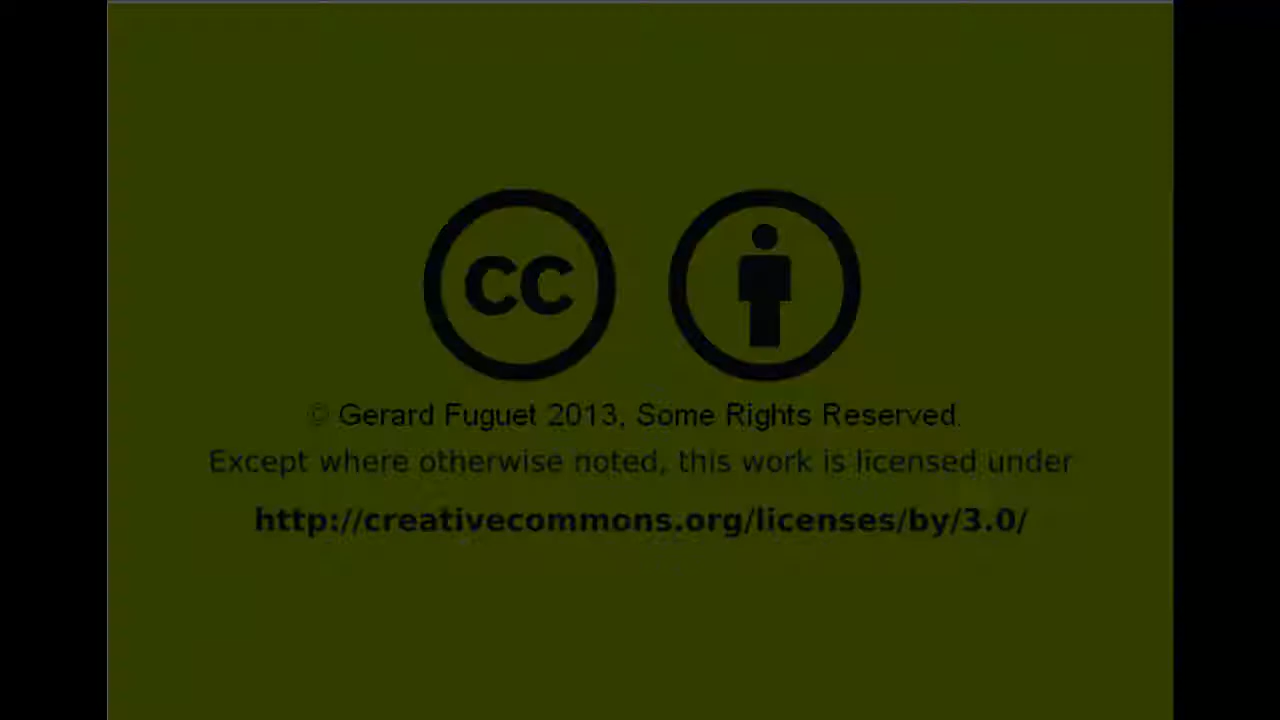 cc
© Gerard Fuguet 2013, Some Rights Reserved.
Except where otherwise noted, this work is licensed under
http://creativecommons.org/licenses/by/3.0/